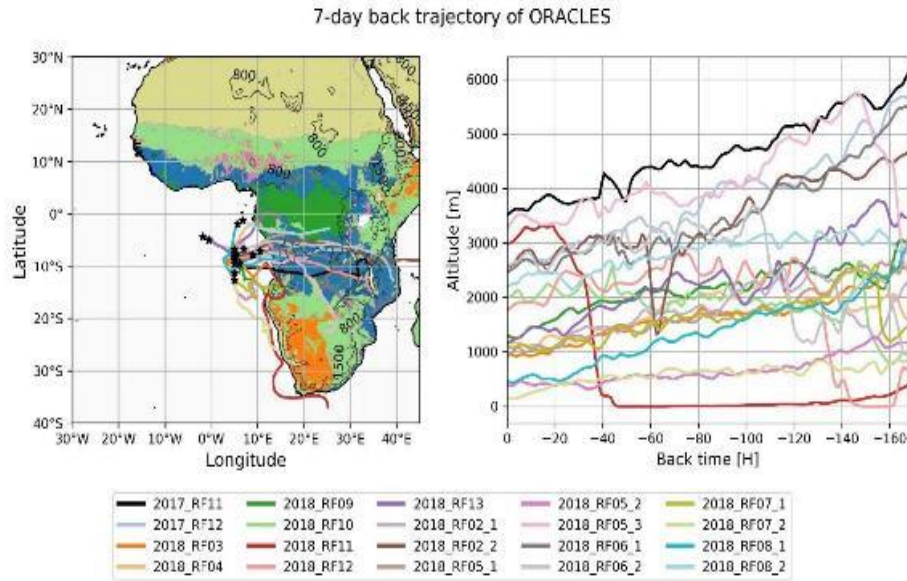 7-day back trajectory of ORACLES
30°N
20°N
10°N
0°
10°S
20°S
30°S
40°S
Latitude
30°W 20°W 10°W 0°W 10°E 20°E 30°E 40°E
Longitude
800
800
800
800
800
800
1500
1500
6000
5000
4000
3000
2000
1000
0
Altitude [m]
0 −20 −40 −60 −80 −100 −120 −140 −160
Back time [H]
2017_RF11 2018_RF09 2018_RF13 2018_RF05_2 2018_RF07_1
2017_RF12 2018_RF10 2018_RF02_1 2018_RF05_3 2018_RF07_2
2018_RF03 2018_RF11 2018_RF02_2 2018_RF06_1 2018_RF08_1
2018_RF04 2018_RF12 2018_RF05_1 2018_RF06_2 2018_RF08_2